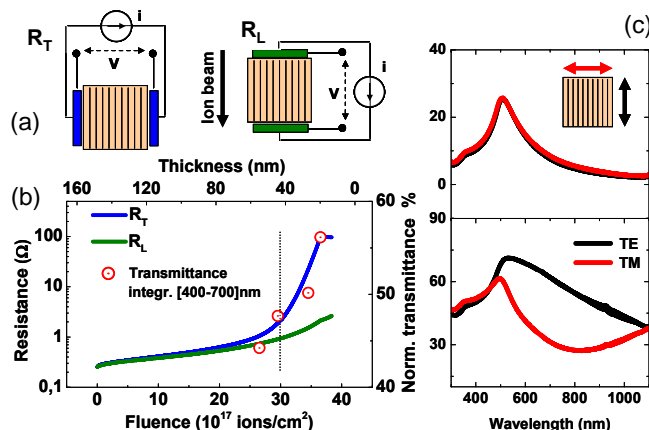 R_T
i
V
(a)
Ion beam
R_L
V
i
(c)
Thickness (nm)
160 120 80 40 0
(b)
R_T
R_L
Transmittance
integr. [400-700]nm
100
10
1
0,1
Resistance (Ω)
60
50
40
%
0 10 20 30 40
Fluence (10^17 ions/cm^2)
40
20
0
90
60
30
Norm. transmittance
TE
TM
400 600 800 1000
Wavelength (nm)